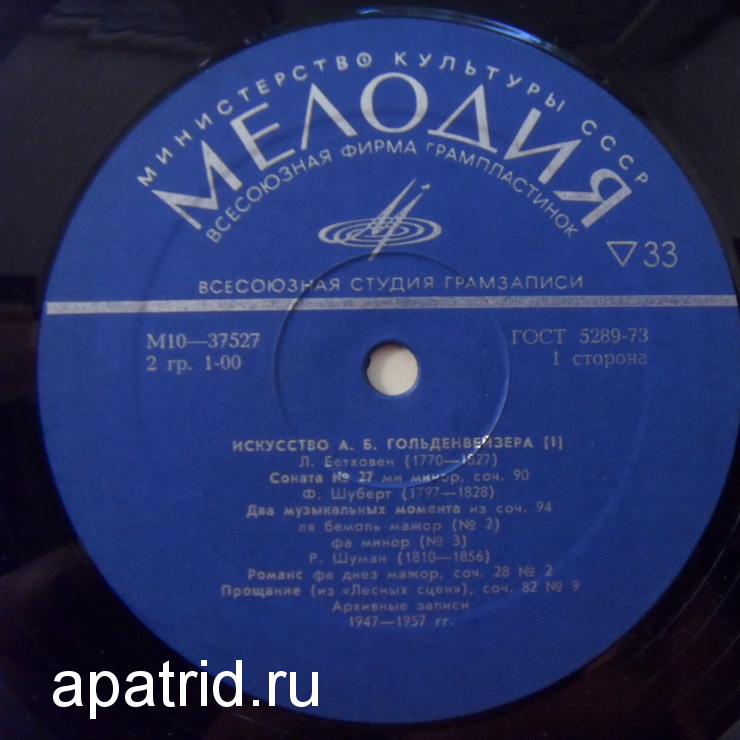 МИНИСТЕРСТВО КУЛЬТУРЫ СССР
МЕЛОДИЯ
ВСЕСОЮЗНАЯ ФИРМА ГРАМПЛАСТИНОК
▽33
ВСЕСОЮЗНАЯ СТУДИЯ ГРАМЗАПИСИ
М10—37527
ГОСТ 5289-73
2 гр. 1-00
1 сторона
ИСКУССТВО А. Б. ГОЛЬДЕНВЕЙЗЕРА (1)
Л. Бетховен (1770—1827)
Соната № 27 ми минор, соч. 90
Ф. Шуберт (1797—1828)
Два музыкальных момента из соч. 94
ля бемоль мажор (№ 2)
фа минор (№ 3)
Р. Шуман (1810—1856)
Романс фа диез мажор, соч. 28 № 2
Прощание (из «Лесных сцен»), соч. 82 № 9
Архивные записи
1947—1957 гг.
apatrid.ru